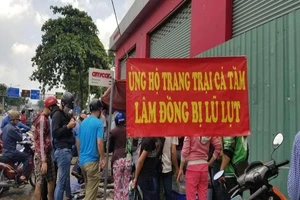 ỦNG HỘ TRANG TRẠI CÁ TẦM
LÂM ĐỒNG BỊ LŨ LỤT